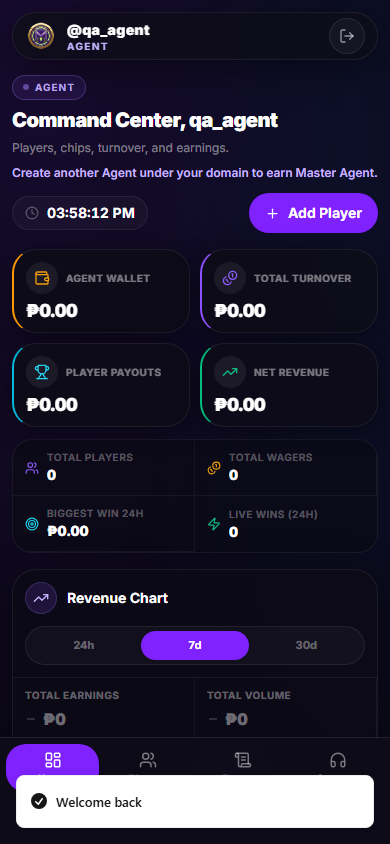 @qa_agent
AGENT
AGENT
Command Center, qa_agent
Players, chips, turnover, and earnings.
Create another Agent under your domain to earn Master Agent.
03:58:12 PM
+ Add Player
AGENT WALLET
₱0.00
TOTAL TURNOVER
₱0.00
PLAYER PAYOUTS
₱0.00
NET REVENUE
₱0.00
TOTAL PLAYERS
0
TOTAL WAGERS
0
BIGGEST WIN 24H
₱0.00
LIVE WINS (24H)
0
Revenue Chart
24h
7d
30d
TOTAL EARNINGS
– ₱0
TOTAL VOLUME
– ₱0
Welcome back